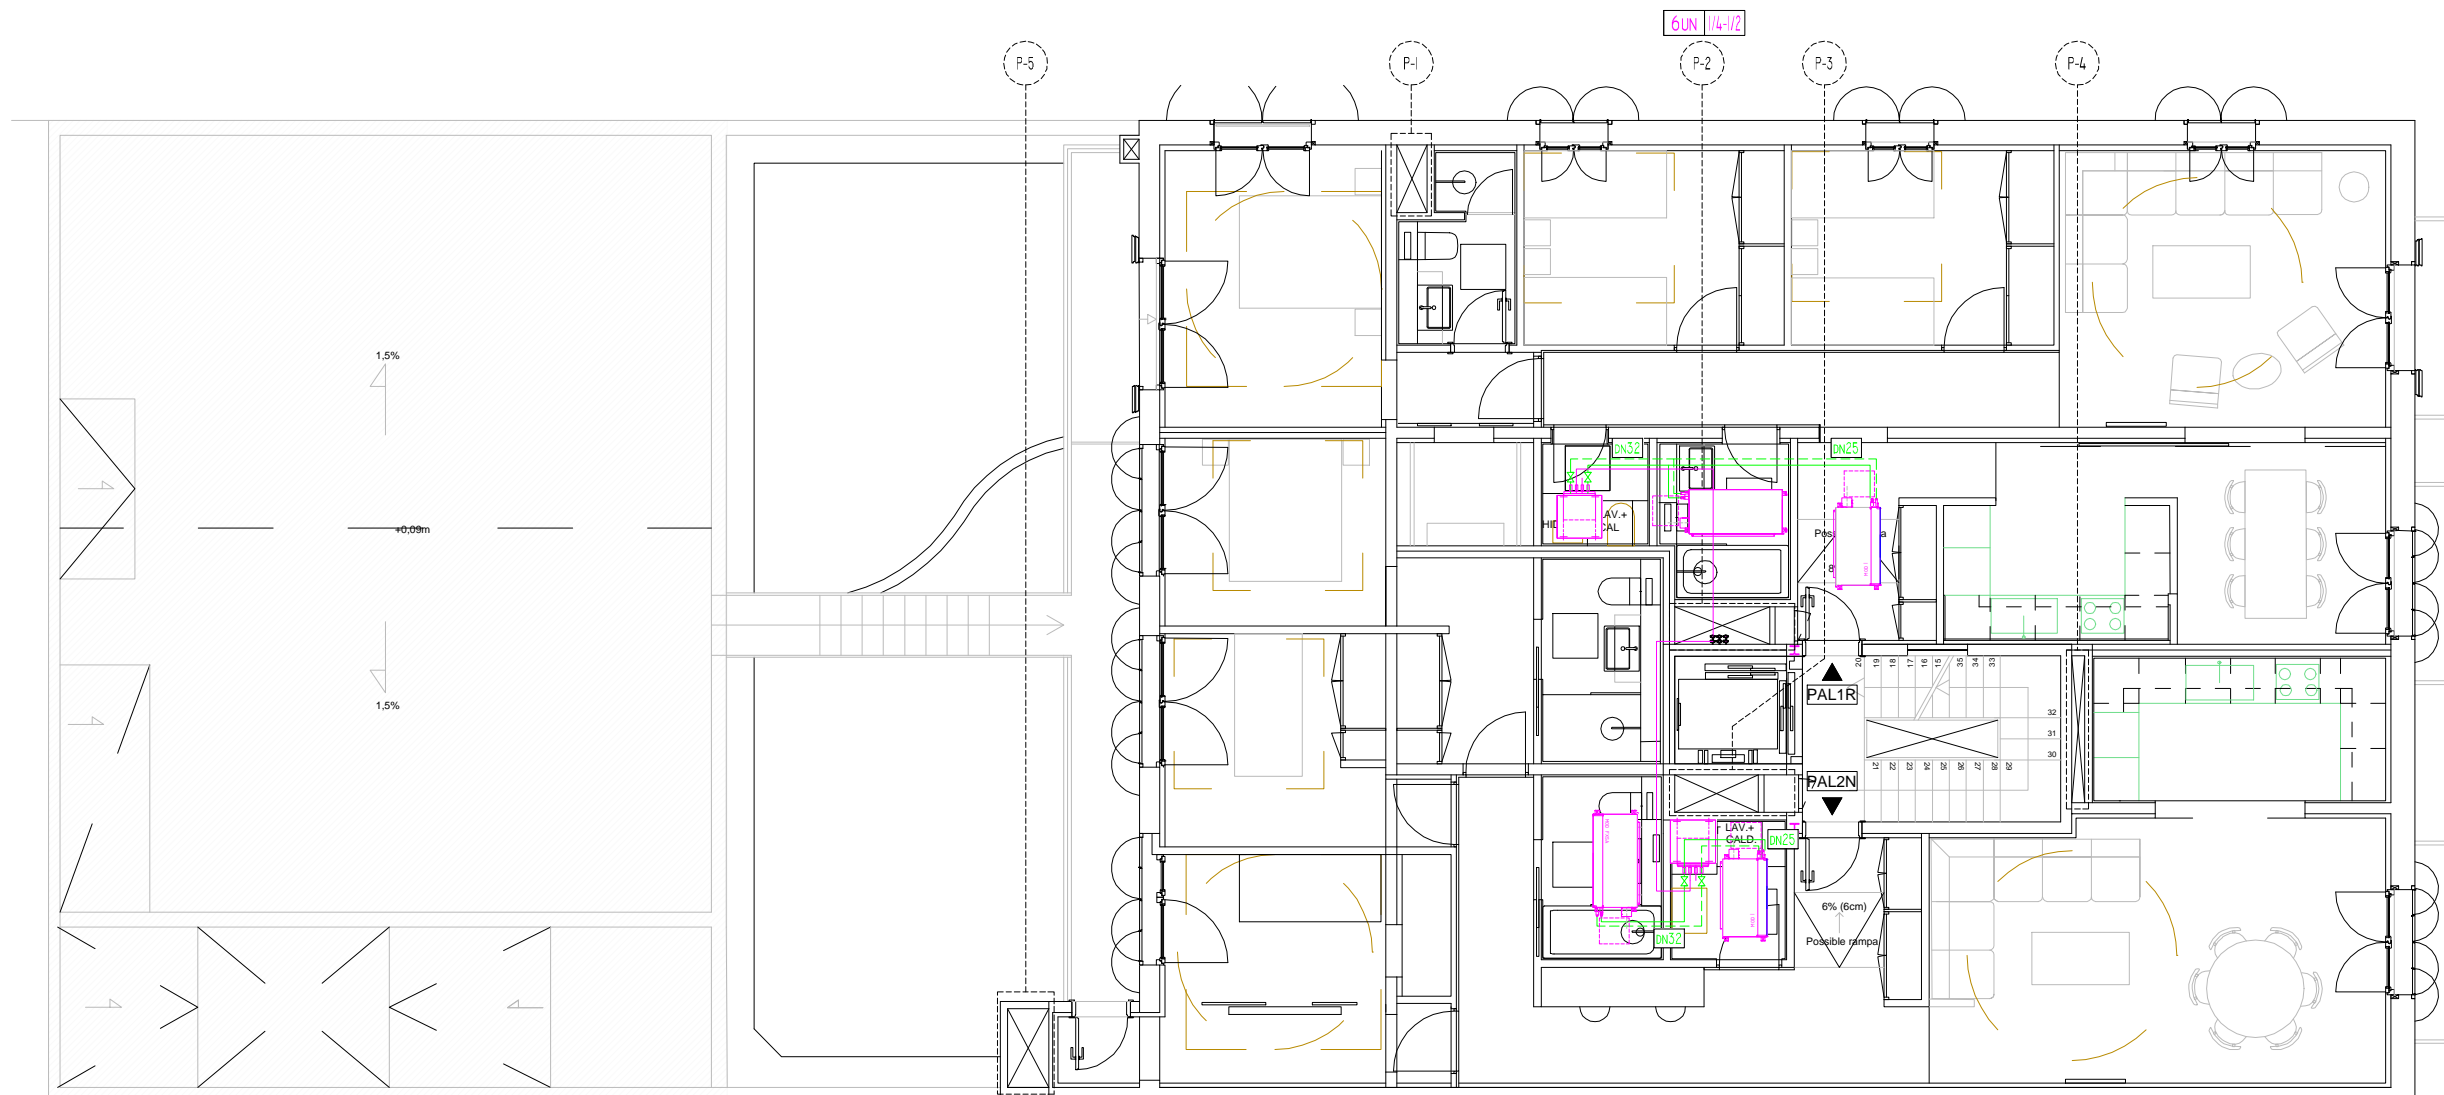 6UN 1/4-1/2
P-5
P-1
P-2
P-3
P-4
1,5%
+0,09m
1,5%
DN32
DN25
LAV.+
20
19
18
17
16
15
35
34
33
PAL1R
32
31
30
PAL2N
21
22
23
24
25
26
27
28
29
LAV.+
CALD.
DN25
6% (6cm)
Possible rampa
DN32